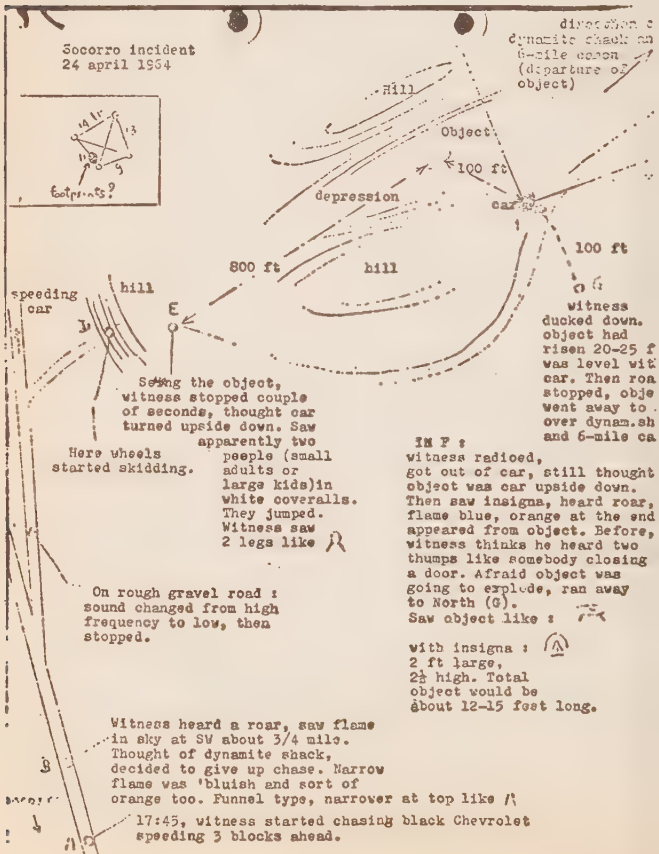 Socorro incident
24 april 1964
dynamite shack
6-mile canon
(departure of
object)
14
13
11
9
footprints?
Hill
Object
100 ft
depression
car
800 ft
hill
100 ft
speeding
car
hill
D
E
G
witness
ducked down.
object had
risen 20-25 f
was level wit
car. Then roa
stopped, obje
went away to
over dynam.sh
and 6-mile ca
Here wheels
started skidding.
Seing the object,
witness stopped couple
of seconds, thought car
turned upside down. Saw
apparently two
people (small
adults or
large kids)in
white coveralls.
They jumped.
Witness saw
2 legs like
IN F :
witness radioed,
got out of car, still thought
object was car upside down.
Then saw insigna, heard roar,
flame blue, orange at the end
appeared from object. Before,
witness thinks he heard two
thumps like somebody closing
a door. Afraid object was
going to explode, ran away
to North (G).
Saw object like :
with insigna :
2 ft large,
2½ high. Total
object would be
about 12-15 feet long.
On rough gravel road :
sound changed from high
frequency to low, then
stopped.
Witness heard a roar, saw flame
in sky at SW about 3/4 mile.
Thought of dynamite shack,
decided to give up chase. Narrow
flame was 'bluish and sort of
orange too. Funnel type, narrower at top like
B
17:45, witness started chasing black Chevrolet
speeding 3 blocks ahead.
A